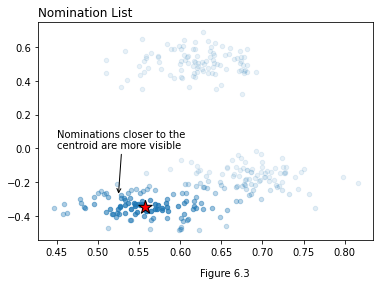 Nomination List
0.6
0.4
0.2
0.0
−0.2
−0.4
Nominations closer to the
centroid are more visible
0.45 0.50 0.55 0.60 0.65 0.70 0.75 0.80
Figure 6.3